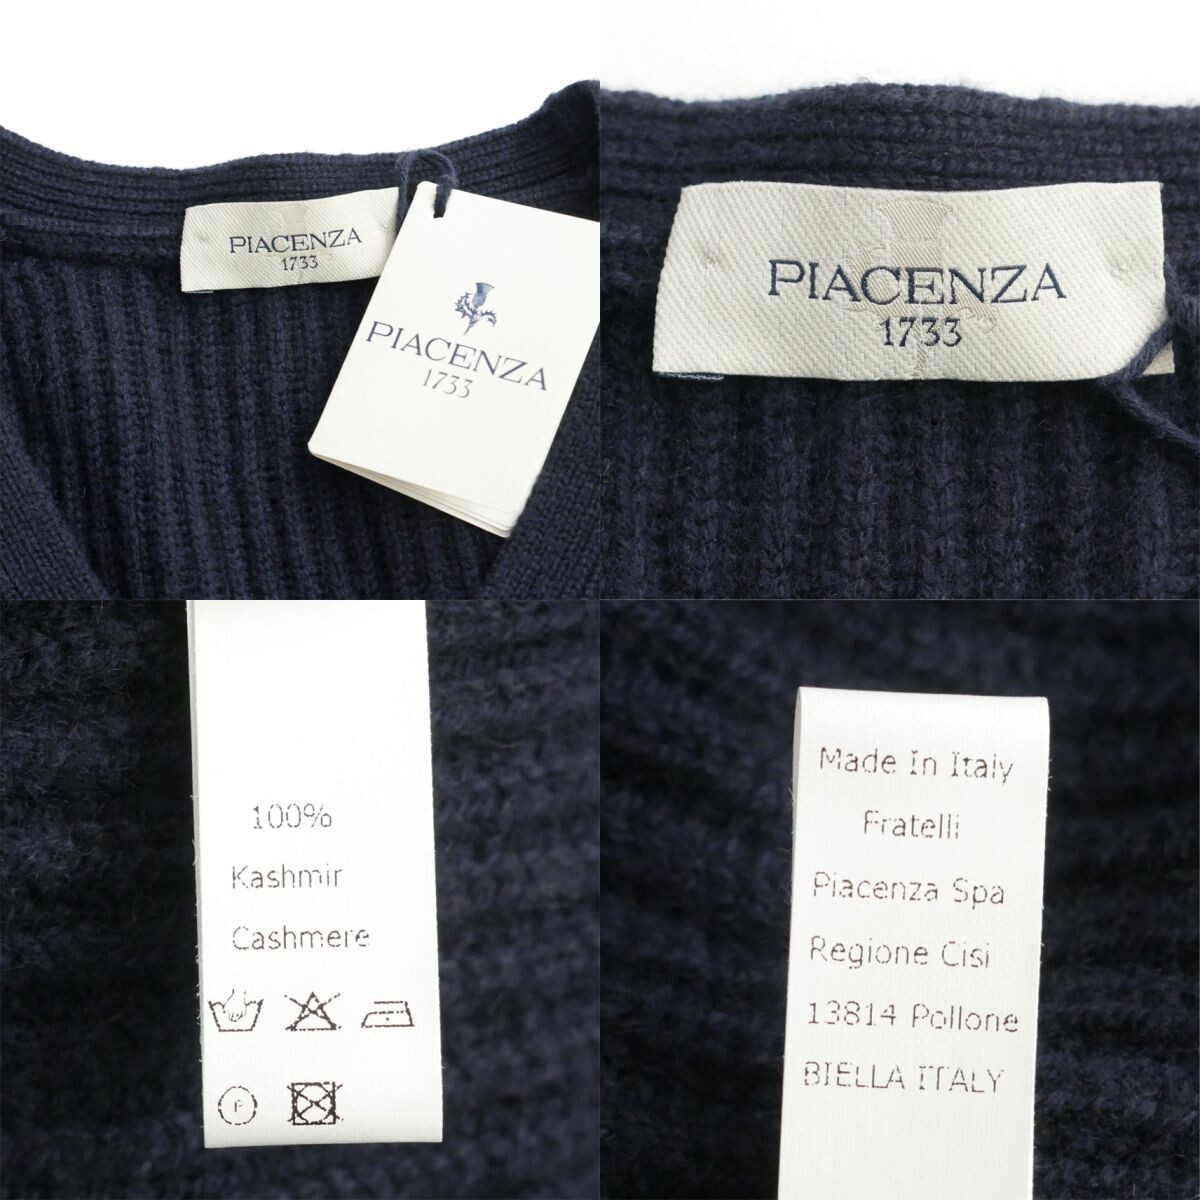 PIACENZA
1733
PIACENZA
1733
PIACENZA
1733
100%
Kashmir
Cashmere
F
Made In Italy
Fratelli
Piacenza Spa
Regione Cisi
13814 Pollone
BIELLA ITALY